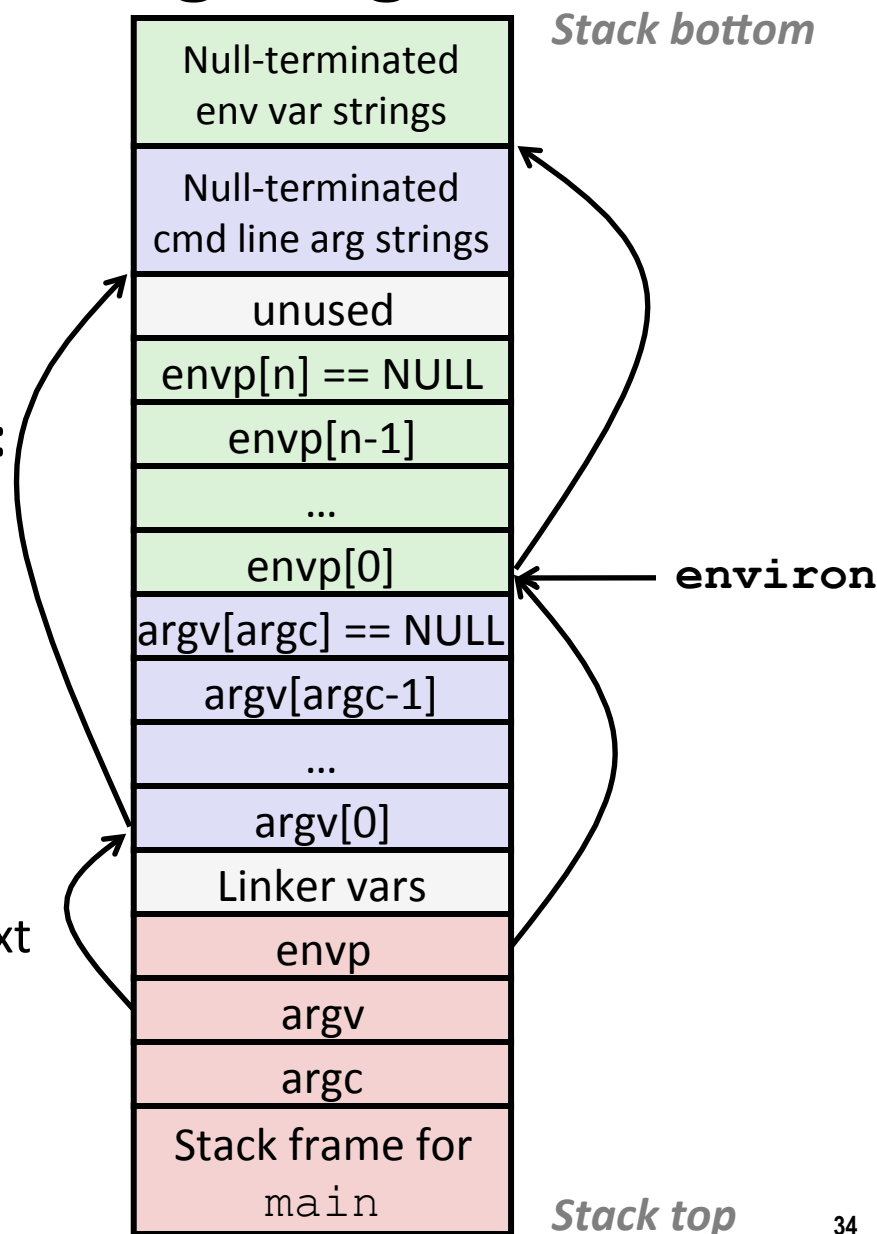 Stack bottom
Null-terminated
env var strings
Null-terminated
cmd line arg strings
unused
envp[n] == NULL
:
envp[n-1]
...
envp[0]
environ
argv[argc] == NULL
argv[argc-1]
...
argv[0]
Linker vars
xt
envp
argv
argc
Stack frame for
main
Stack top
34